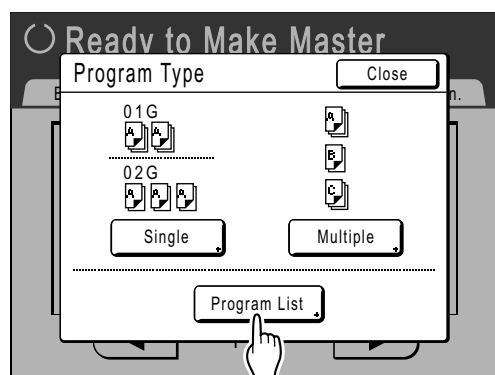 Ready to Make Master
Program Type
Close
01G
A A
A
B
02G
A A A
C
Single
Multiple
Program List